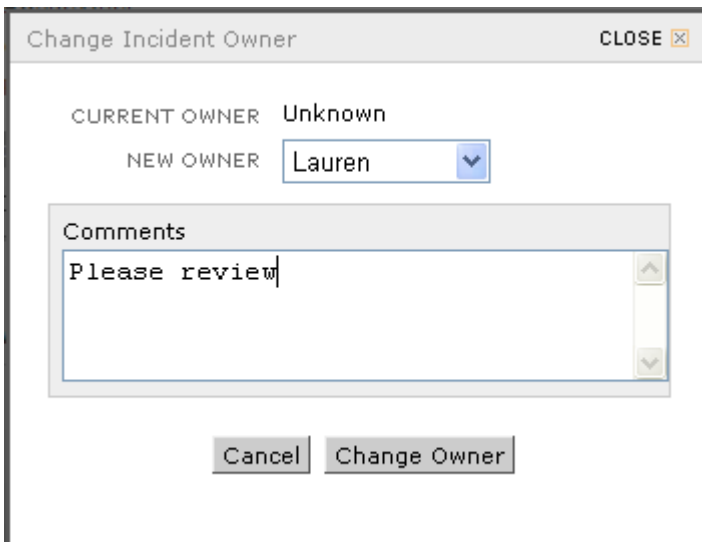 Change Incident Owner CLOSE
CURRENT OWNER Unknown
NEW OWNER Lauren
Comments
Please review
Cancel Change Owner